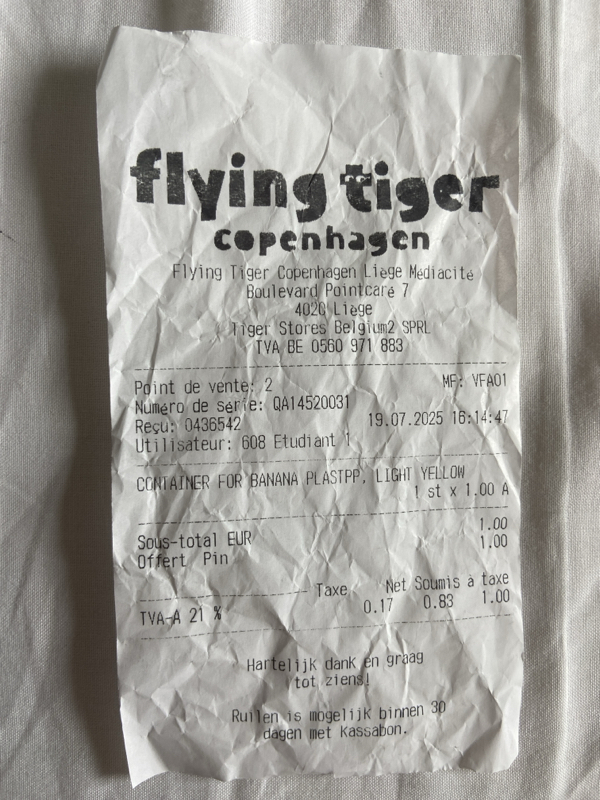 flying tiger
copenhagen
Flying Tiger Copenhagen Liège Médiacité
Boulevard Pointcaré 7
4020 Liège
Tiger Stores Belgium2 SPRL
TVA BE 0560 971 883
Point de vente: 2 MF: VFA01
Numéro de série: QA14520031
Reçu: 0436542 19.07.2025 16:14:47
Utilisateur: 608 Etudiant 1
CONTAINER FOR BANANA PLASTPP, LIGHT YELLOW
1 st x 1.00 A
Sous-total EUR 1.00
Offert Pin 1.00
Taxe Net Soumis à taxe
TVA-A 21 % 0.17 0.83 1.00
Hartelijk dank en graag
tot ziens!
Ruilen is mogelijk binnen 30
dagen met kassabon.